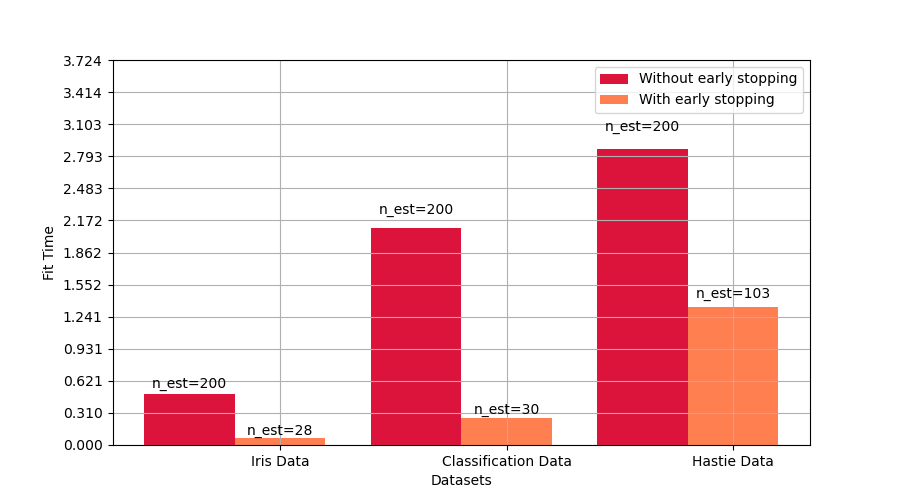 3.724
3.414
3.103
2.793
2.483
2.172
1.862
1.552
1.241
0.931
0.621
0.310
0.000
Fit Time
Without early stopping
With early stopping
n_est=200
n_est=28
n_est=200
n_est=30
n_est=200
n_est=103
Iris Data
Classification Data
Hastie Data
Datasets